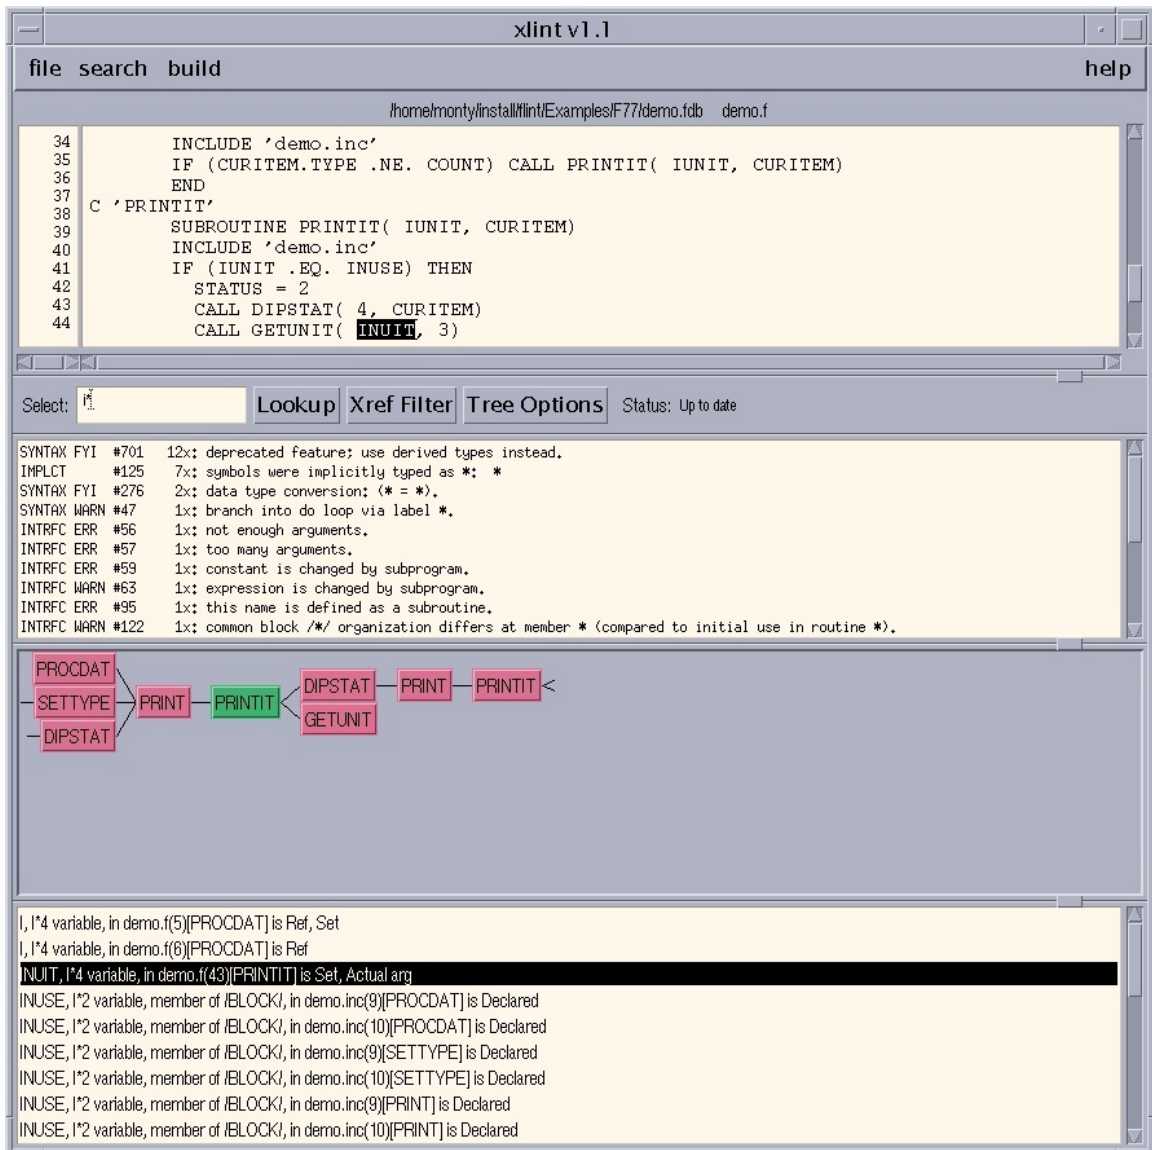 xlint v1.1
file search build help
/home/monty/install/flint/Examples/F77/demo.fdb demo.f
34 INCLUDE 'demo.inc'
35 IF (CURITEM.TYPE .NE. COUNT) CALL PRINTIT( IUNIT, CURITEM)
36 END
37 C 'PRINTIT'
38 SUBROUTINE PRINTIT( IUNIT, CURITEM)
39 INCLUDE 'demo.inc'
40 IF (IUNIT .EQ. INUSE) THEN
41 STATUS = 2
42 CALL DIPSTAT( 4, CURITEM)
43 CALL GETUNIT( INUIT, 3)
44
Select: i* Lookup Xref Filter Tree Options Status: Up to date
SYNTAX FYI #701 12x: deprecated feature; use derived types instead.
IMPLCT #125 7x: symbols were implicitly typed as *: *
SYNTAX FYI #276 2x: data type conversion: (* = *).
SYNTAX WARN #47 1x: branch into do loop via label *.
INTRFC ERR #56 1x: not enough arguments.
INTRFC ERR #57 1x: too many arguments.
INTRFC ERR #59 1x: constant is changed by subprogram.
INTRFC WARN #63 1x: expression is changed by subprogram.
INTRFC ERR #95 1x: this name is defined as a subroutine.
INTRFC WARN #122 1x: common block /*/ organization differs at member * (compared to initial use in routine *).
PROCDAT
SETTYPE PRINT PRINTIT DIPSTAT PRINT PRINTIT
DIPSTAT GETUNIT
I, I*4 variable, in demo.f(5)[PROCDAT] is Ref, Set
I, I*4 variable, in demo.f(6)[PROCDAT] is Ref
INUIT, I*4 variable, in demo.f(43)[PRINTIT] is Set, Actual arg
INUSE, I*2 variable, member of /BLOCK/, in demo.inc(9)[PROCDAT] is Declared
INUSE, I*2 variable, member of /BLOCK/, in demo.inc(10)[PROCDAT] is Declared
INUSE, I*2 variable, member of /BLOCK/, in demo.inc(9)[SETTYPE] is Declared
INUSE, I*2 variable, member of /BLOCK/, in demo.inc(10)[SETTYPE] is Declared
INUSE, I*2 variable, member of /BLOCK/, in demo.inc(9)[PRINT] is Declared
INUSE, I*2 variable, member of /BLOCK/, in demo.inc(10)[PRINT] is Declared